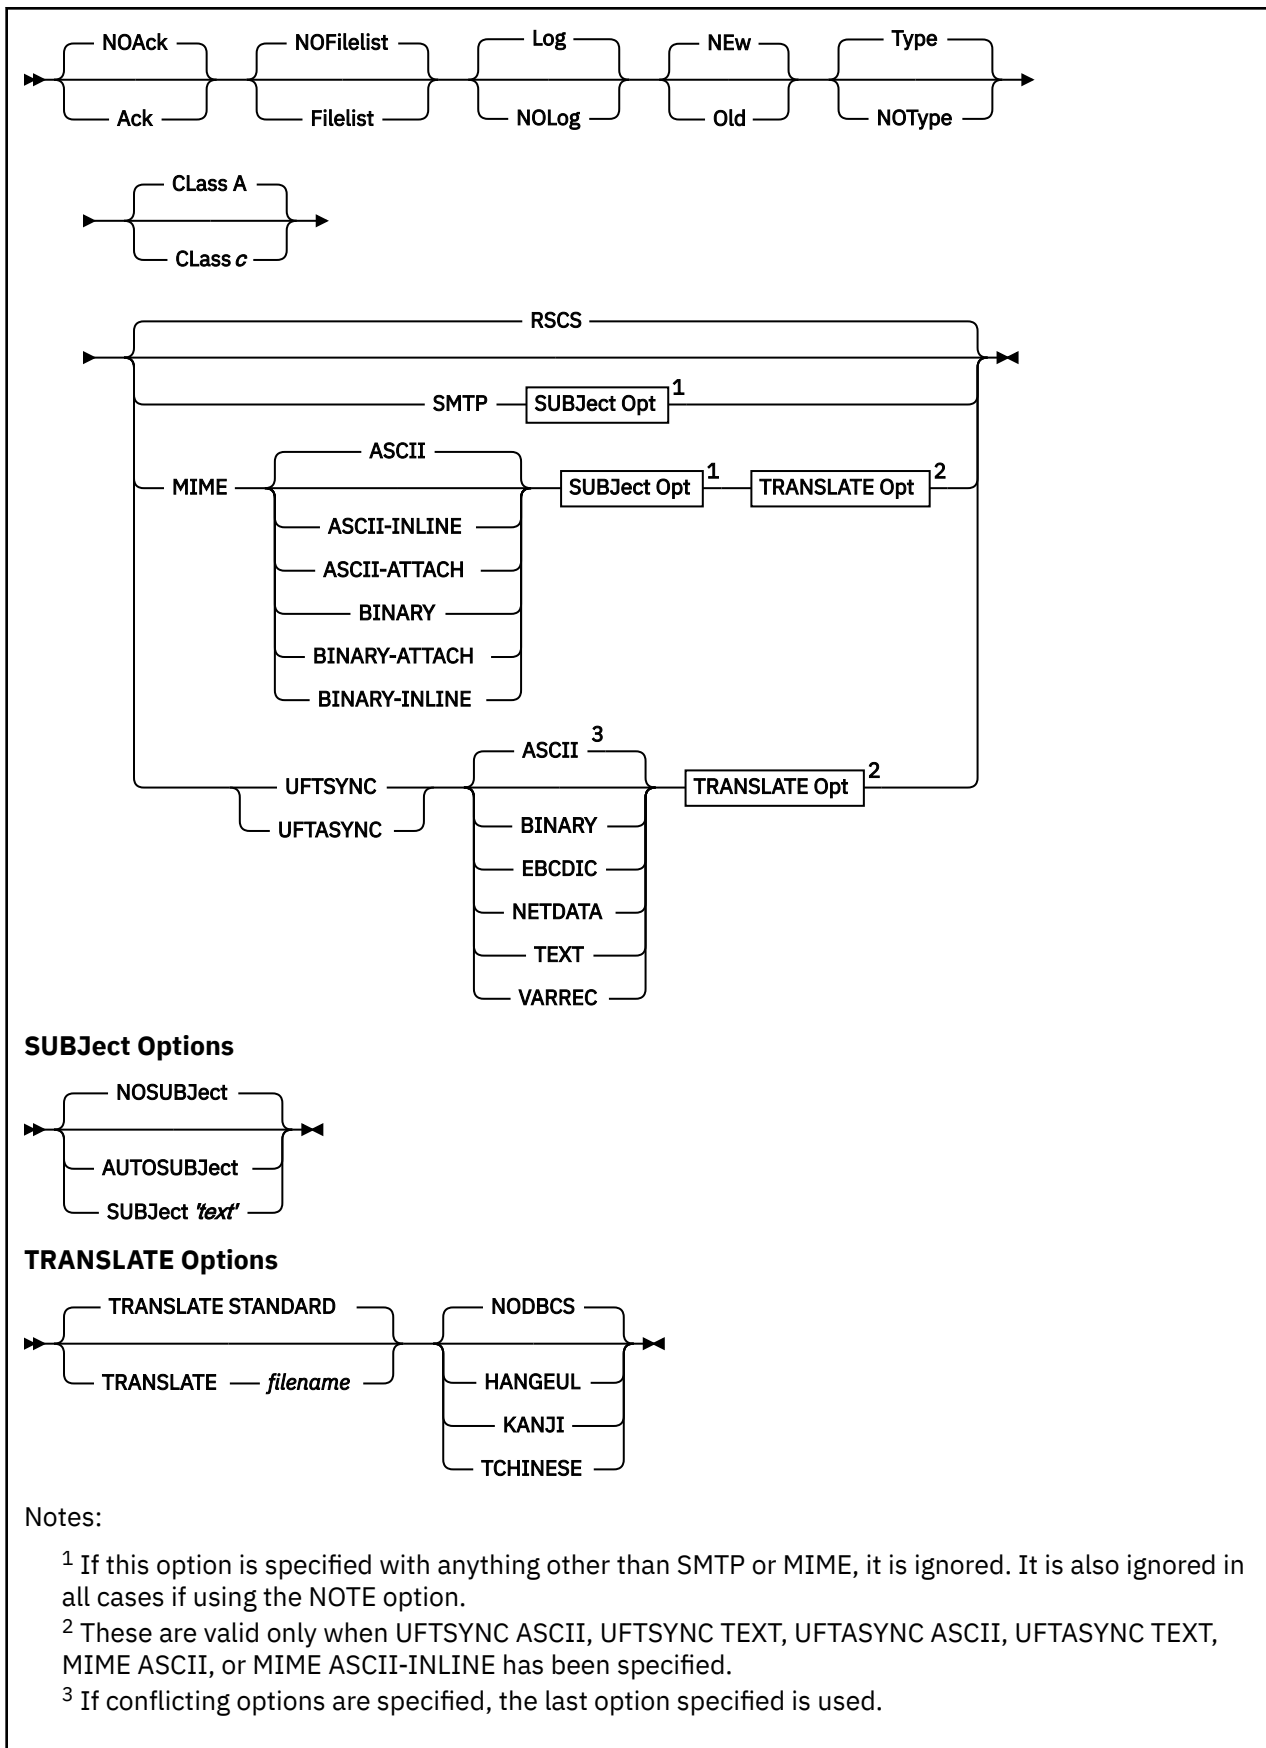 NOAck NOFilelist Log NEw Type
Ack Filelist NOLog Old NOType
CLass A
CLass c
RSCS
SMTP SUBJect Opt 1
ASCII
MIME SUBJect Opt 1 TRANSLATE Opt 2
ASCII-INLINE
ASCII-ATTACH
BINARY
BINARY-ATTACH
BINARY-INLINE
ASCII 3
UFTSYNC TRANSLATE Opt 2
UFTASYNC
BINARY
EBCDIC
NETDATA
TEXT
VARREC
SUBJect Options
NOSUBJect
AUTOSUBJect
SUBJect 'text'
TRANSLATE Options
TRANSLATE STANDARD NODBCS
TRANSLATE filename HANGEUL
KANJI
TCHINESE
Notes:
1 If this option is specified with anything other than SMTP or MIME, it is ignored. It is also ignored in
all cases if using the NOTE option.
2 These are valid only when UFTSYNC ASCII, UFTSYNC TEXT, UFTASYNC ASCII, UFTASYNC TEXT,
MIME ASCII, or MIME ASCII-INLINE has been specified.
3 If conflicting options are specified, the last option specified is used.